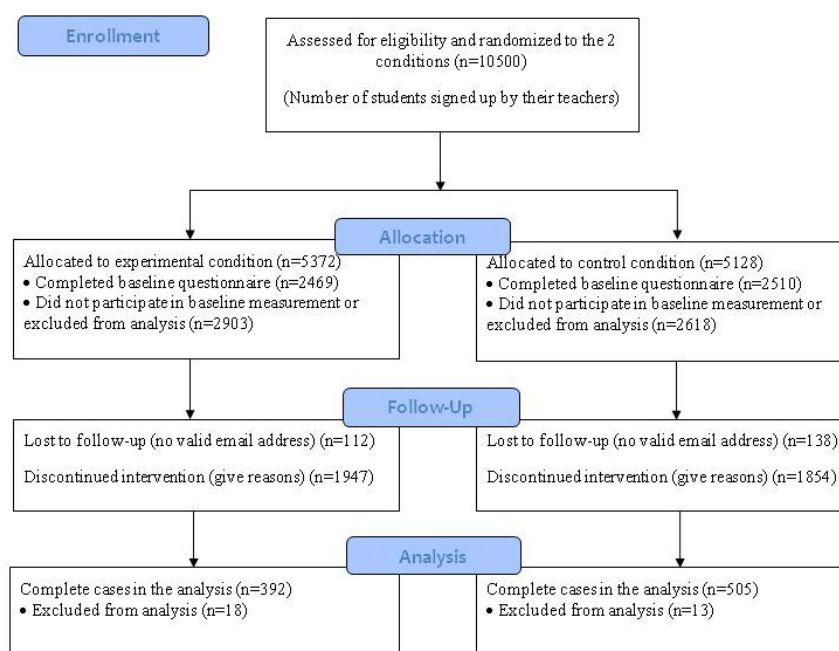 Enrollment
Assessed for eligibility and randomized to the 2
conditions (n=10500)
(Number of students signed up by their teachers)
Allocation
Allocated to experimental condition (n=5372)
• Completed baseline questionnaire (n=2469)
• Did not participate in baseline measurement or
excluded from analysis (n=2903)
Allocated to control condition (n=5128)
• Completed baseline questionnaire (n=2510)
• Did not participate in baseline measurement or
excluded from analysis (n=2618)
Follow-Up
Lost to follow-up (no valid email address) (n=112)
Discontinued intervention (give reasons) (n=1947)
Lost to follow-up (no valid email address) (n=138)
Discontinued intervention (give reasons) (n=1854)
Analysis
Complete cases in the analysis (n=392)
• Excluded from analysis (n=18)
Complete cases in the analysis (n=505)
• Excluded from analysis (n=13)